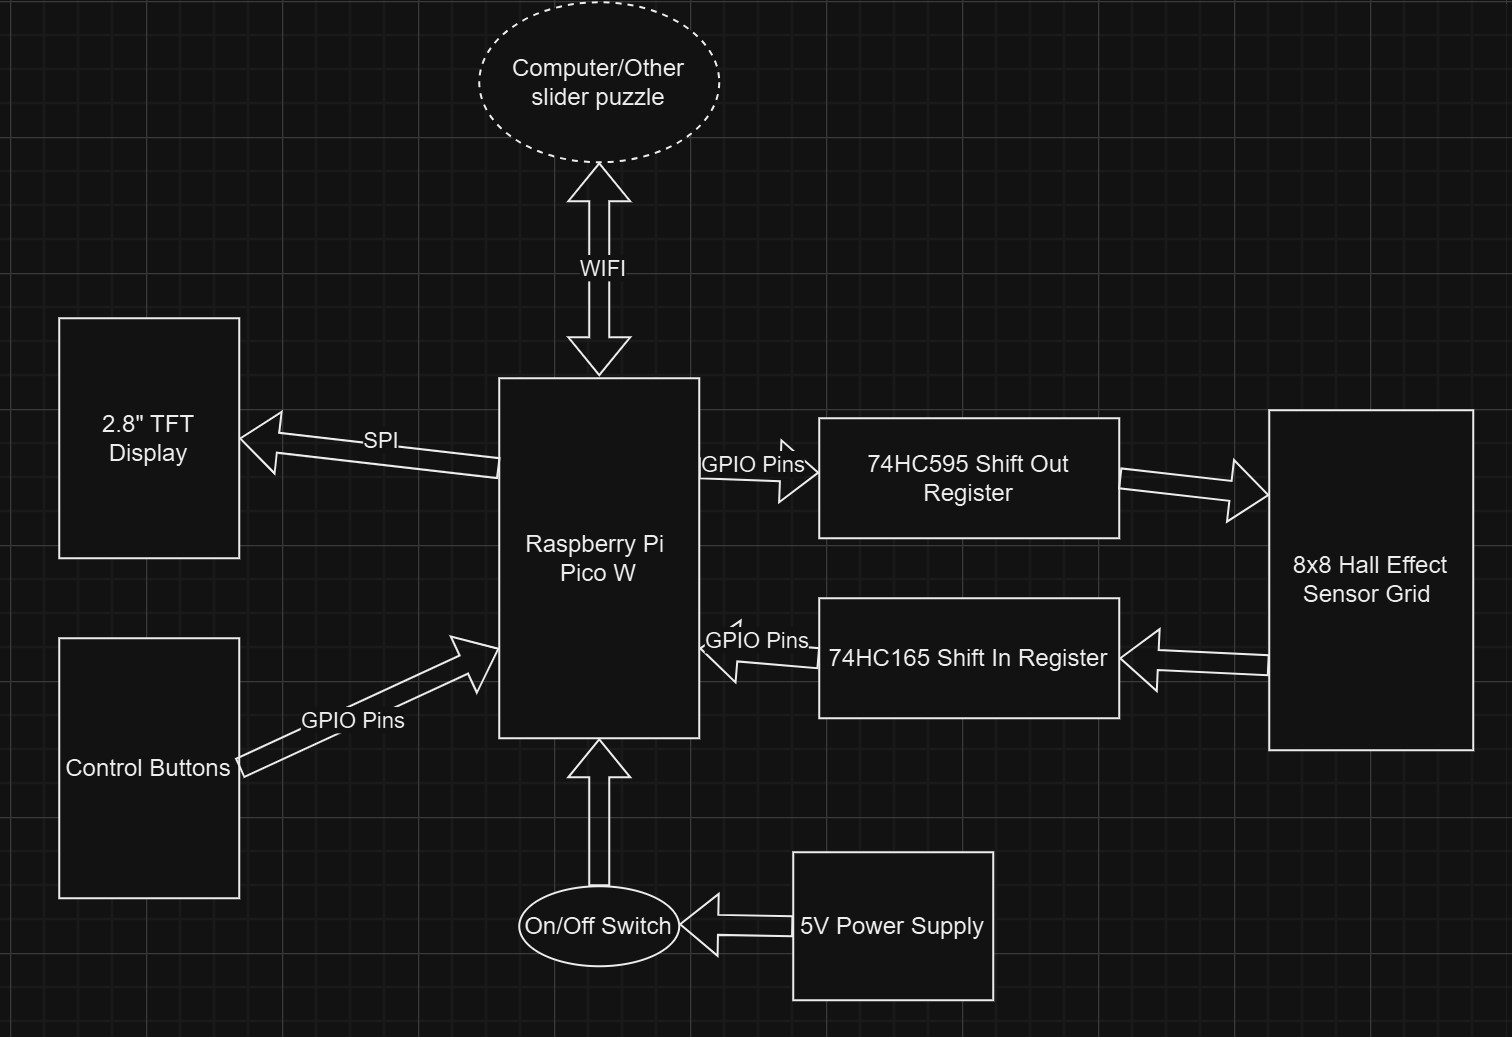 Computer/Other
slider puzzle
WIFI
2.8" TFT
Display
SPI
Raspberry Pi
Pico W
GPIO Pins
74HC595 Shift Out
Register
8x8 Hall Effect
Sensor Grid
GPIO Pins
74HC165 Shift In Register
Control Buttons
GPIO Pins
On/Off Switch
5V Power Supply